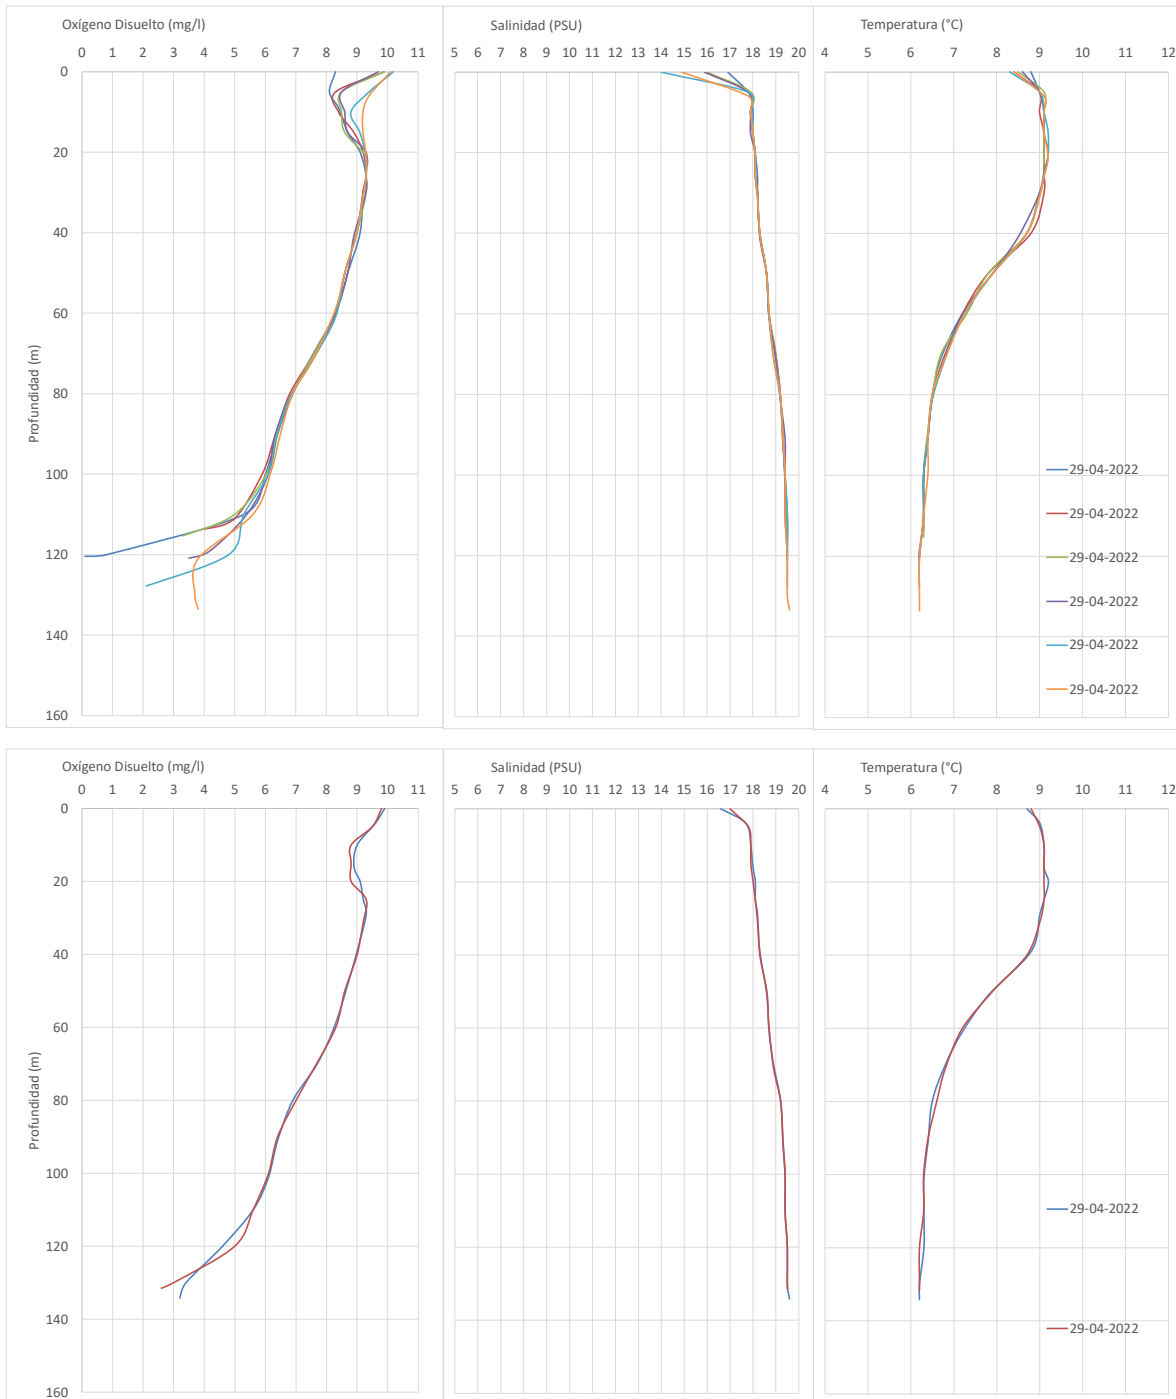 Oxígeno Disuelto (mg/l)
0 1 2 3 4 5 6 7 8 9 10 11
0
20
40
60
80
100
120
140
160
Profundidad (m)
Salinidad (PSU)
5 6 7 8 9 10 11 12 13 14 15 16 17 18 19 20
Temperatura (°C)
4 5 6 7 8 9 10 11 12
29-04-2022
29-04-2022
29-04-2022
29-04-2022
29-04-2022
29-04-2022
Oxígeno Disuelto (mg/l)
0 1 2 3 4 5 6 7 8 9 10 11
0
20
40
60
80
100
120
140
160
Profundidad (m)
Salinidad (PSU)
5 6 7 8 9 10 11 12 13 14 15 16 17 18 19 20
Temperatura (°C)
4 5 6 7 8 9 10 11 12
29-04-2022
29-04-2022